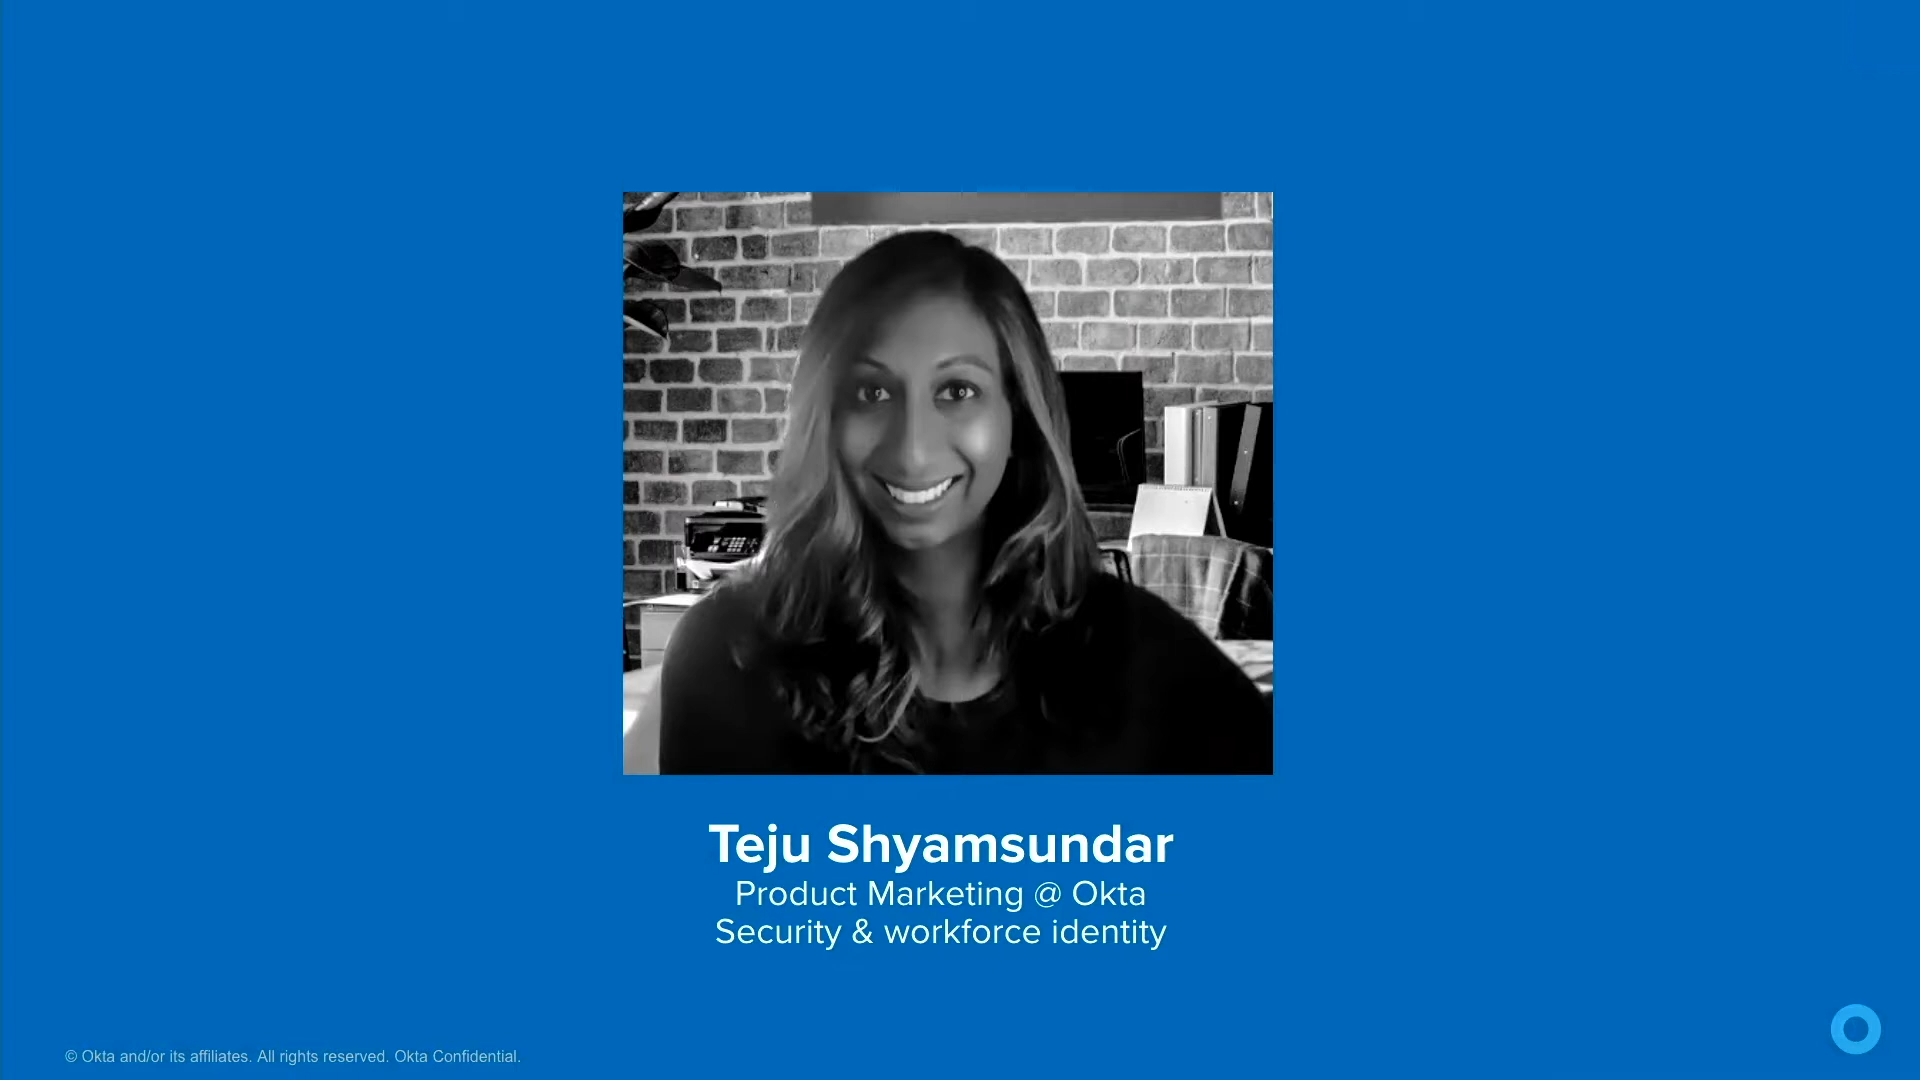 Teju Shyamsundar
Product Marketing @ Okta
Security & workforce identity
© Okta and/or its affiliates. All rights reserved. Okta Confidential.